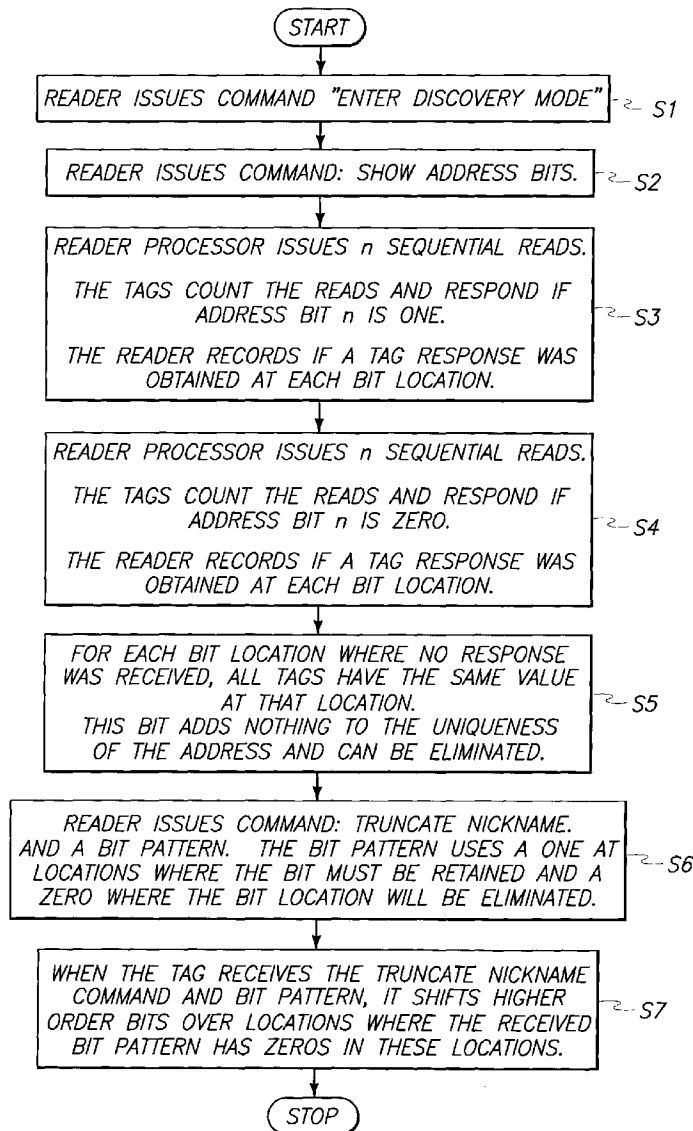 START
READER ISSUES COMMAND "ENTER DISCOVERY MODE"
S1
READER ISSUES COMMAND: SHOW ADDRESS BITS.
S2
READER PROCESSOR ISSUES n SEQUENTIAL READS.
THE TAGS COUNT THE READS AND RESPOND IF
ADDRESS BIT n IS ONE.
THE READER RECORDS IF A TAG RESPONSE WAS
OBTAINED AT EACH BIT LOCATION.
S3
READER PROCESSOR ISSUES n SEQUENTIAL READS.
THE TAGS COUNT THE READS AND RESPOND IF
ADDRESS BIT n IS ZERO.
THE READER RECORDS IF A TAG RESPONSE WAS
OBTAINED AT EACH BIT LOCATION.
S4
FOR EACH BIT LOCATION WHERE NO RESPONSE
WAS RECEIVED, ALL TAGS HAVE THE SAME VALUE
AT THAT LOCATION.
THIS BIT ADDS NOTHING TO THE UNIQUENESS
OF THE ADDRESS AND CAN BE ELIMINATED.
S5
READER ISSUES COMMAND: TRUNCATE NICKNAME.
AND A BIT PATTERN. THE BIT PATTERN USES A ONE AT
LOCATIONS WHERE THE BIT MUST BE RETAINED AND A
ZERO WHERE THE BIT LOCATION WILL BE ELIMINATED.
S6
WHEN THE TAG RECEIVES THE TRUNCATE NICKNAME
COMMAND AND BIT PATTERN, IT SHIFTS HIGHER
ORDER BITS OVER LOCATIONS WHERE THE RECEIVED
BIT PATTERN HAS ZEROS IN THESE LOCATIONS.
S7
STOP